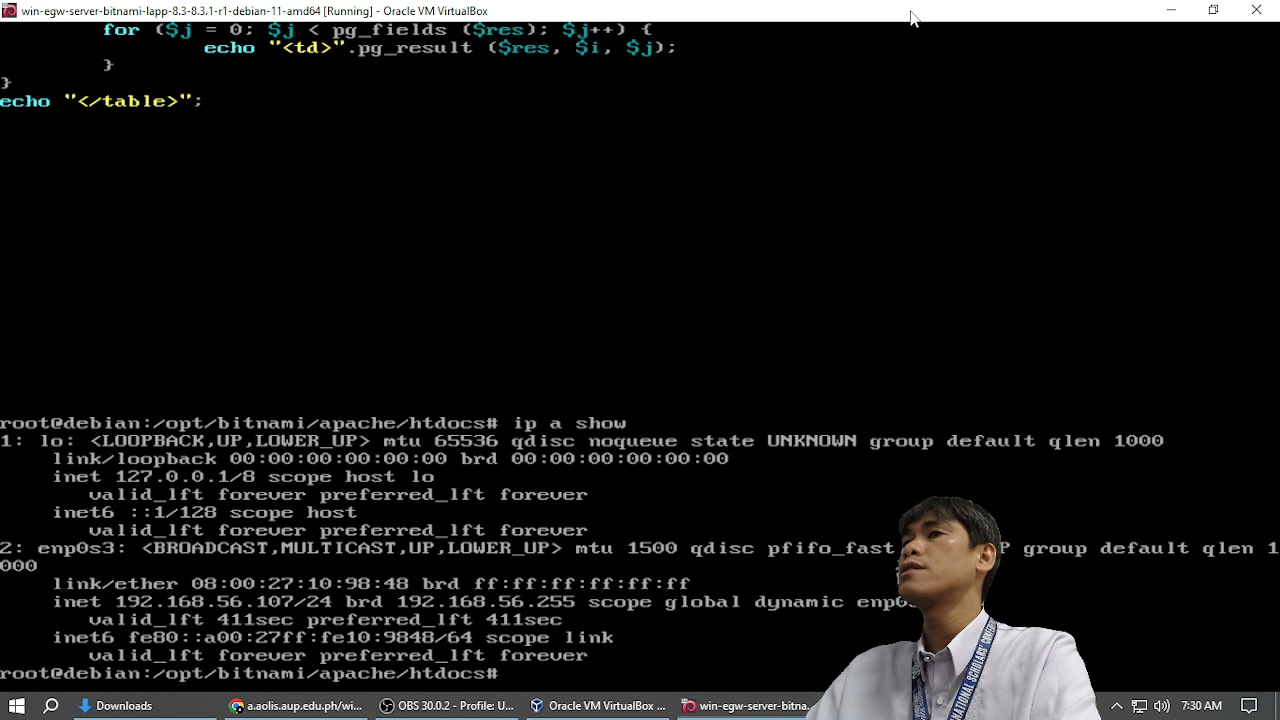 win-egw-server-bitnami-lapp-8.3-8.3.1-r1-debian-11-amd64 [Running] - Oracle VM VirtualBox
for ($j = 0; $j < pg_fields ($res); $j++) {
echo "<td>".pg_result ($res, $i, $j);
}
}
echo "</table>";
root@debian:/opt/bitnami/apache/htdocs# ip a show
1: lo: <LOOPBACK,UP,LOWER_UP> mtu 65536 qdisc noqueue state UNKNOWN group default qlen 1000
link/loopback 00:00:00:00:00:00 brd 00:00:00:00:00:00
inet 127.0.0.1/8 scope host lo
valid_lft forever preferred_lft forever
inet6 ::1/128 scope host
valid_lft forever preferred_lft forever
2: enp0s3: <BROADCAST,MULTICAST,UP,LOWER_UP> mtu 1500 qdisc pfifo_fast P group default qlen 1
000
link/ether 08:00:27:10:98:48 brd ff:ff:ff:ff:ff:ff
inet 192.168.56.107/24 brd 192.168.56.255 scope global dynamic
valid_lft 411sec preferred_lft 411sec
inet6 fe80::a00:27ff:fe10:9848/64 scope link
valid_lft forever preferred_lft forever
root@debian:/opt/bitnami/apache/htdocs#
NATIONAL SCHOLARS'
Downloads
a.aolis.aup.edu.ph/wi...
OBS 30.0.2 - Profile: U...
Oracle VM VirtualBox ...
win-egw-server-bitna...
7:30 AM